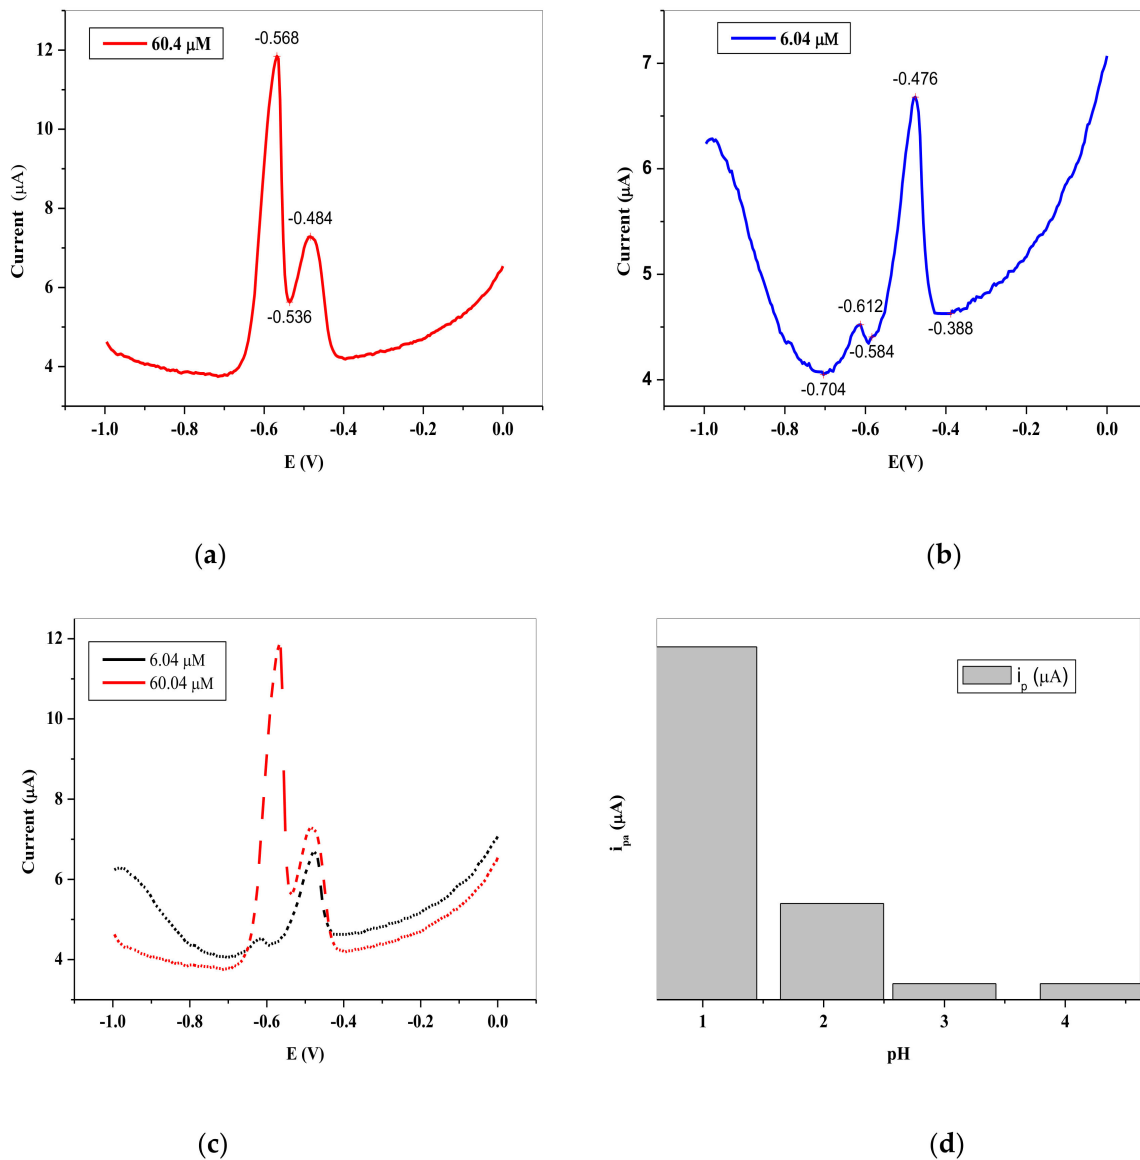 60.4 μM
-0.568
-0.484
-0.536
12
10
8
6
4
Current (μA)
-1.0 -0.8 -0.6 -0.4 -0.2 0.0
E (V)
(a)
6.04 μM
-0.476
-0.612
-0.584
-0.388
-0.704
7
6
5
4
Current (μA)
-1.0 -0.8 -0.6 -0.4 -0.2 0.0
E(V)
(b)
6.04 μM
60.04 μM
12
10
8
6
4
Current (μA)
-1.0 -0.8 -0.6 -0.4 -0.2 0.0
E (V)
(c)
ip (μA)
ipa (μA)
1 2 3 4
pH
(d)